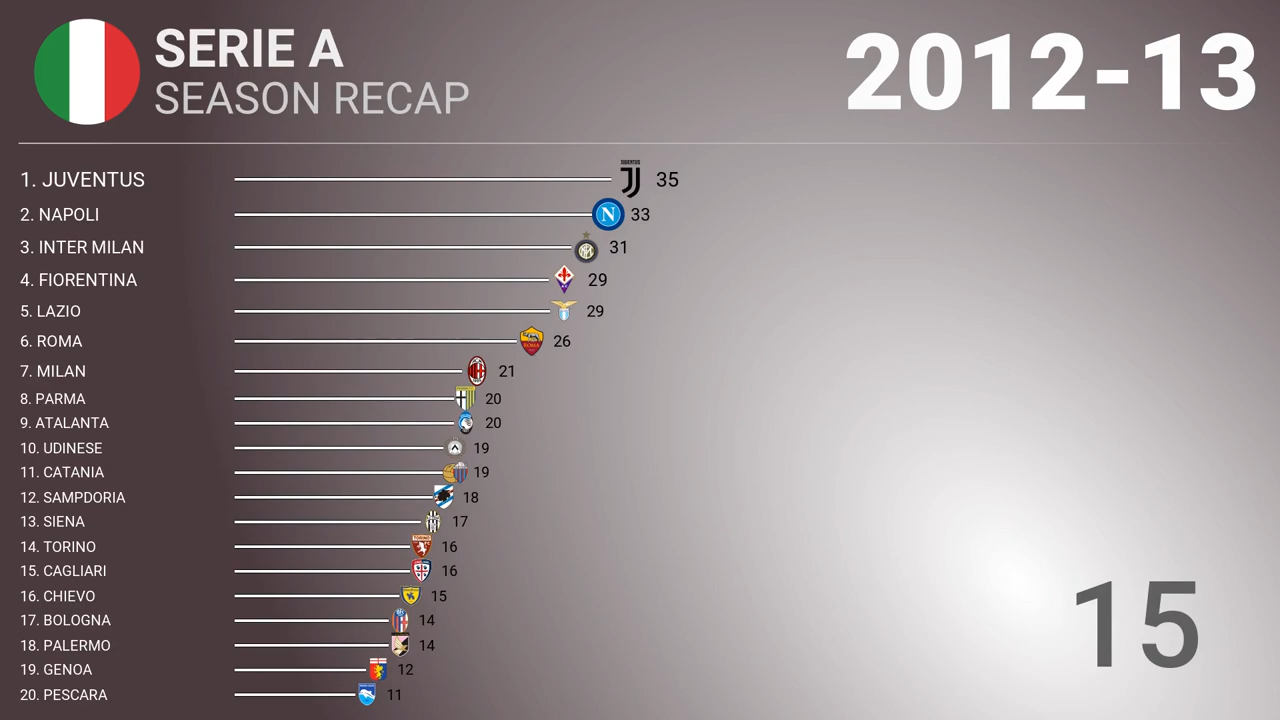 SERIE A
SEASON RECAP
2012-13
1. JUVENTUS JUVENTUS 35
2. NAPOLI N 33
3. INTER MILAN 31
4. FIORENTINA 29
5. LAZIO 29
6. ROMA ROMA 26
7. MILAN 21
8. PARMA 20
9. ATALANTA 20
10. UDINESE 19
11. CATANIA 19
12. SAMPDORIA 18
13. SIENA 17
14. TORINO TORINO 16
15. CAGLIARI 16
16. CHIEVO 15
17. BOLOGNA 14
18. PALERMO 14
19. GENOA 12
20. PESCARA 11
15